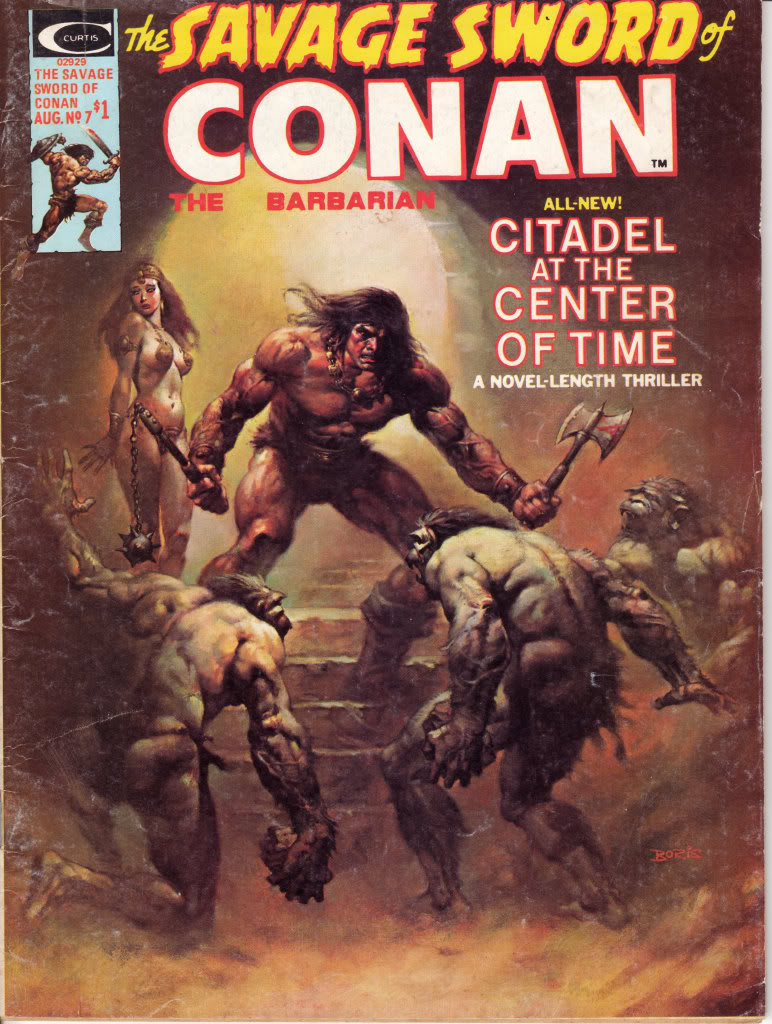 CURTIS
02929
THE SAVAGE
SWORD OF
CONAN
AUG. Nº 7 $1
The SAVAGE SWORD of
CONAN
TM
THE BARBARIAN
ALL-NEW!
CITADEL
AT THE
CENTER
OF TIME
A NOVEL-LENGTH THRILLER
BORIS